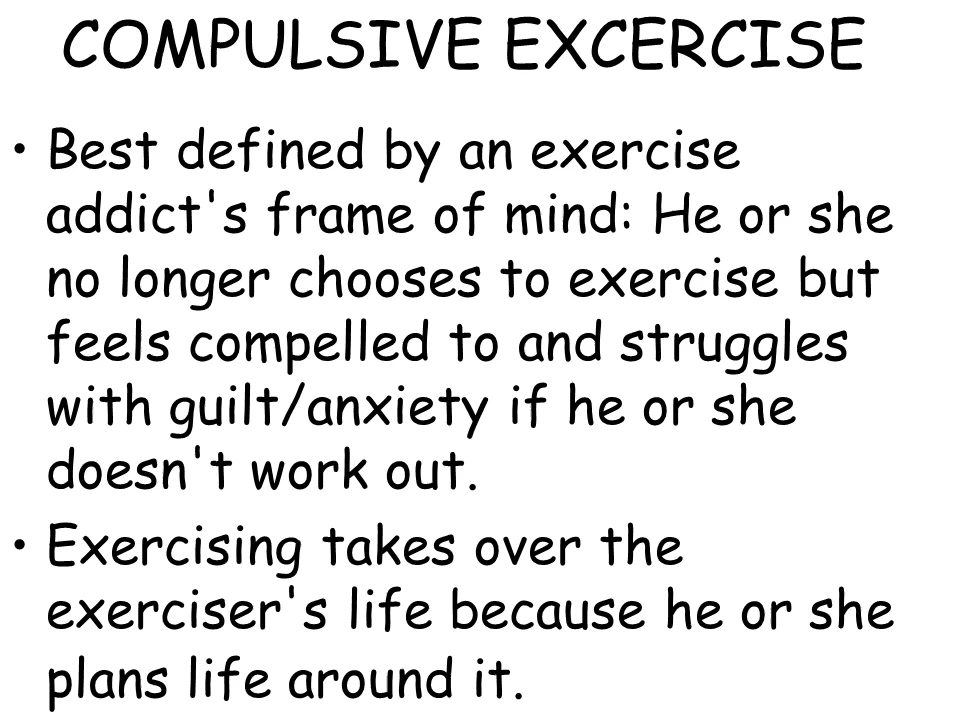 COMPULSIVE EXCERCISE
• Best defined by an exercise
addict's frame of mind: He or she
no longer chooses to exercise but
feels compelled to and struggles
with guilt/anxiety if he or she
doesn't work out.
• Exercising takes over the
exerciser's life because he or she
plans life around it.